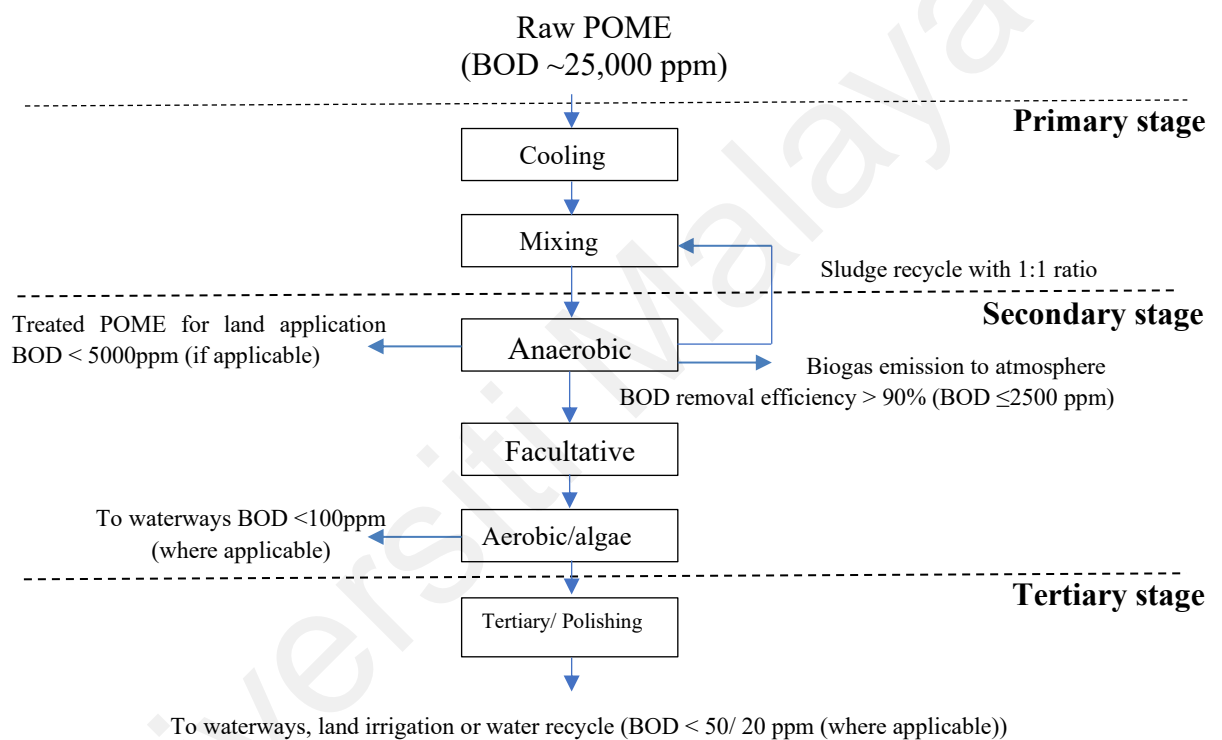 Raw POME
(BOD ~25,000 ppm)
Primary stage
Cooling
Mixing
Sludge recycle with 1:1 ratio
Secondary stage
Treated POME for land application
BOD < 5000ppm (if applicable)
Anaerobic
Biogas emission to atmosphere
BOD removal efficiency > 90% (BOD ≤2500 ppm)
Facultative
To waterways BOD <100ppm
(where applicable)
Aerobic/algae
Tertiary stage
Tertiary/ Polishing
To waterways, land irrigation or water recycle (BOD < 50/ 20 ppm (where applicable))
iversiti Malaya